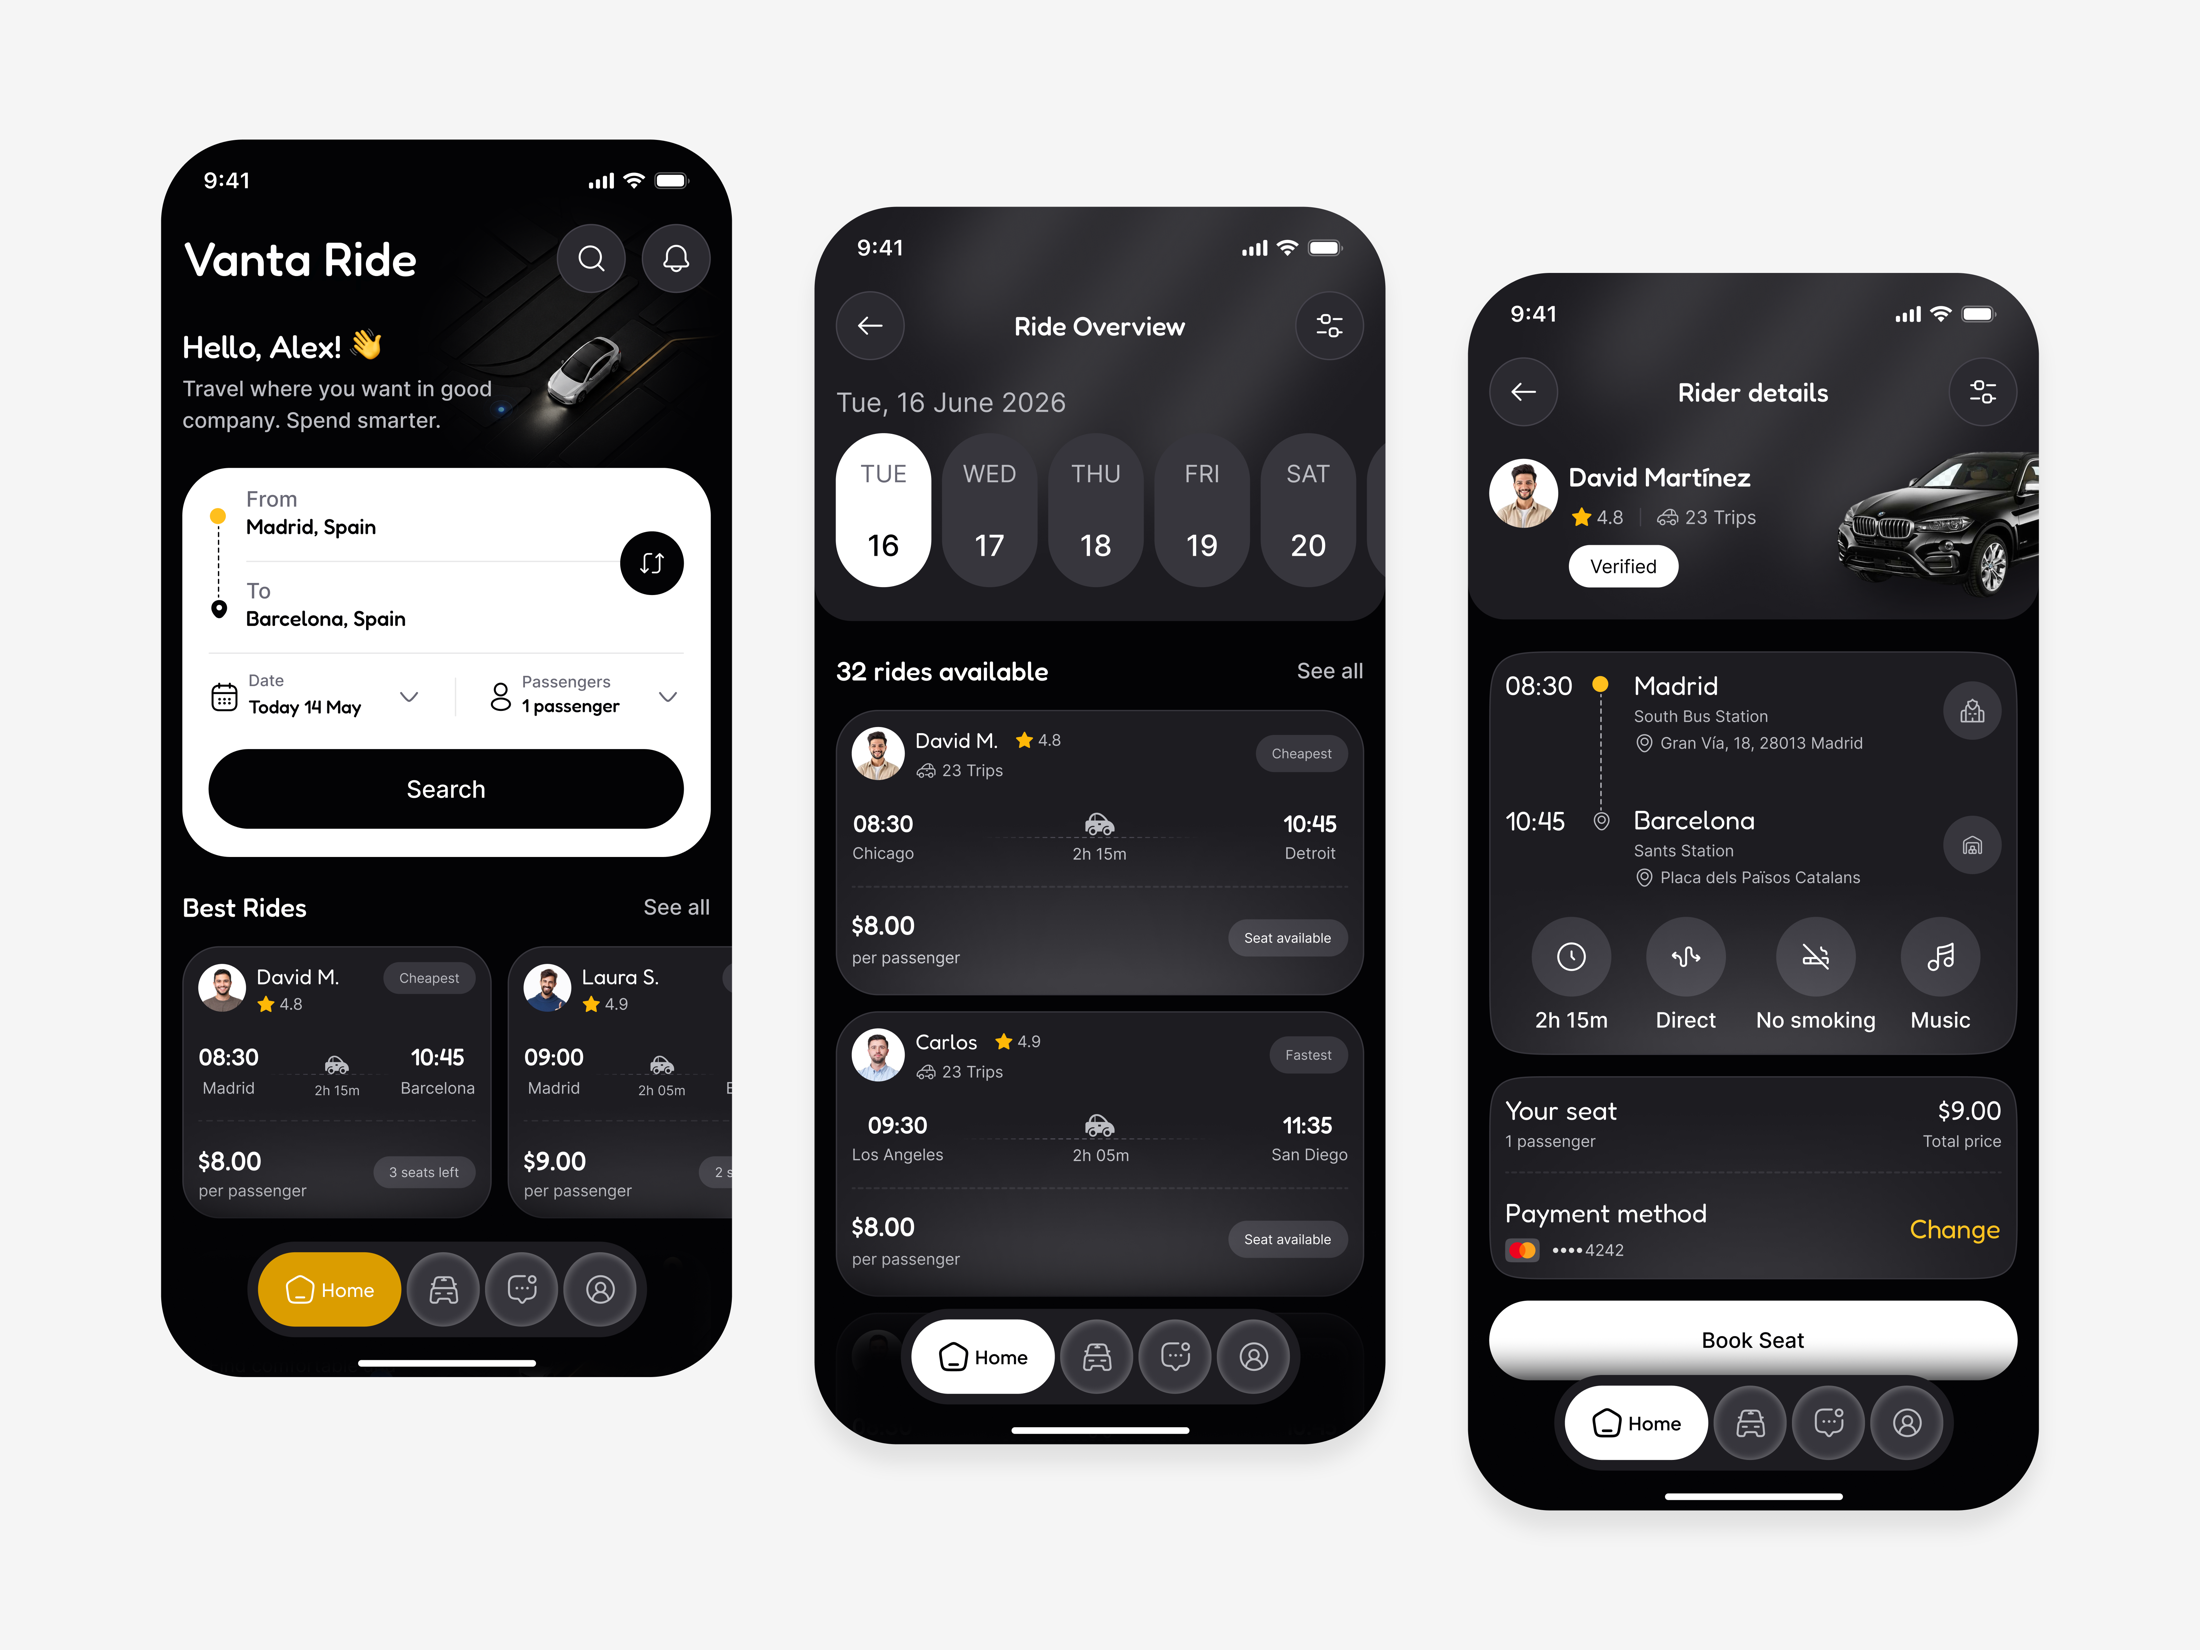 9:41
Vanta Ride
Hello, Alex! 👋
Travel where you want in good
company. Spend smarter.
From
Madrid, Spain
To
Barcelona, Spain
Date
Today 14 May
Passengers
1 passenger
Search
Best Rides
See all
David M.
4.8
Cheapest
08:30
10:45
Madrid
2h 15m
Barcelona
$8.00
per passenger
3 seats left
Laura S.
4.9
09:00
Madrid
2h 05m
$9.00
per passenger
2
Home
9:41
Ride Overview
Tue, 16 June 2026
TUE
16
WED
17
THU
18
FRI
19
SAT
20
32 rides available
See all
David M.
4.8
23 Trips
Cheapest
08:30
10:45
Chicago
2h 15m
Detroit
$8.00
per passenger
Seat available
Carlos
4.9
23 Trips
Fastest
09:30
11:35
Los Angeles
2h 05m
San Diego
$8.00
per passenger
Seat available
Home
9:41
Rider details
David Martínez
4.8
23 Trips
Verified
08:30
Madrid
South Bus Station
Gran Vía, 18, 28013 Madrid
10:45
Barcelona
Sants Station
Placa dels Països Catalans
2h 15m
Direct
No smoking
Music
Your seat
$9.00
1 passenger
Total price
Payment method
••••4242
Change
Book Seat
Home